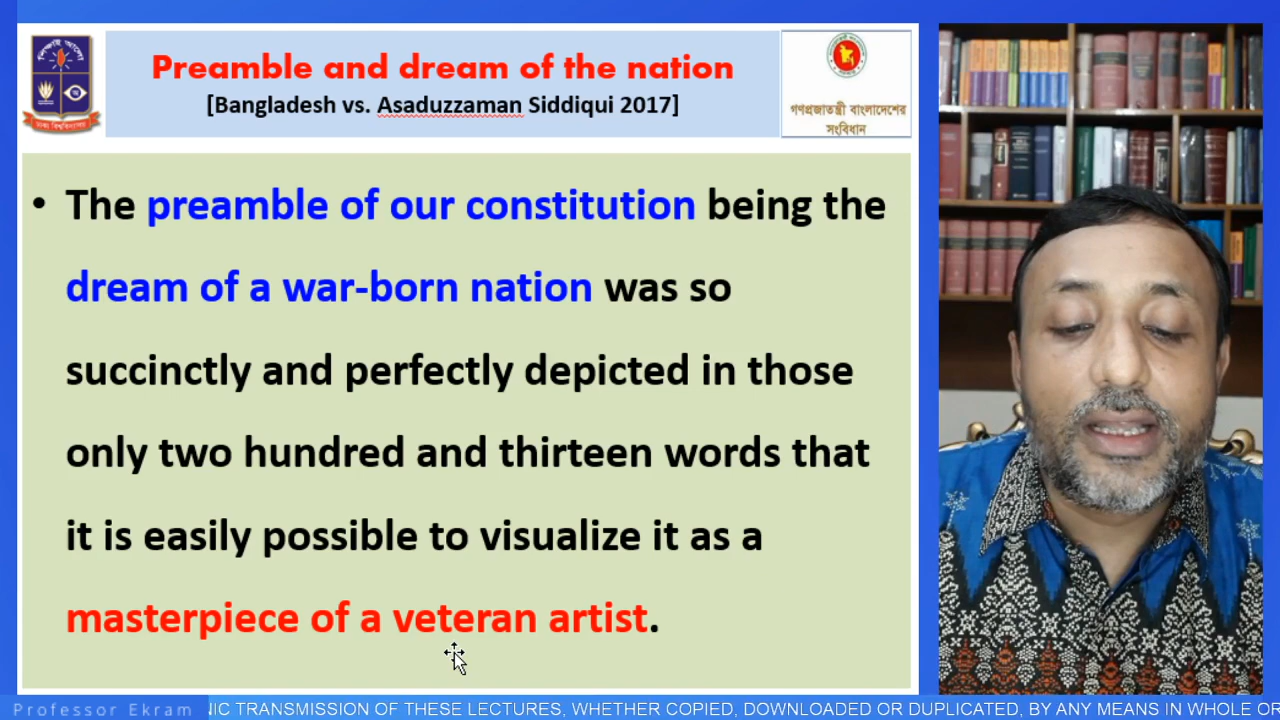 Preamble and dream of the nation
[Bangladesh vs. Asaduzzaman Siddiqui 2017]
গণপ্রজাতন্ত্রী বাংলাদেশের
সংবিধান
• The preamble of our constitution being the
dream of a war-born nation was so
succinctly and perfectly depicted in those
only two hundred and thirteen words that
it is easily possible to visualize it as a
masterpiece of a veteran artist.
Professor Ekram
NIC TRANSMISSION OF THESE LECTURES, WHETHER COPIED, DOWNLOADED OR DUPLICATED, BY ANY MEANS IN WHOLE OR